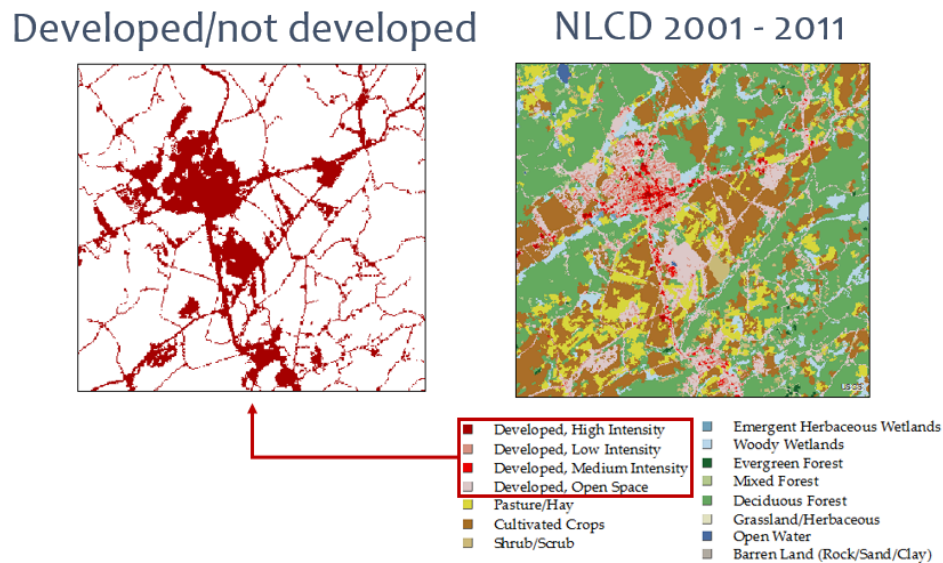 Developed/not developed
NLCD 2001 - 2011
USGS
Developed, High Intensity
Developed, Low Intensity
Developed, Medium Intensity
Developed, Open Space
Pasture/Hay
Cultivated Crops
Shrub/Scrub
Emergent Herbaceous Wetlands
Woody Wetlands
Evergreen Forest
Mixed Forest
Deciduous Forest
Grassland/Herbaceous
Open Water
Barren Land (Rock/Sand/Clay)